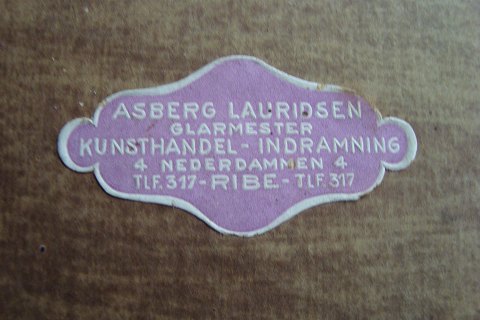 ASBERG LAURIDSEN
GLARMESTER
KUNSTHANDEL - INDRAMNING
4 NEDERDAMMEN 4
TLF. 317 - RIBE - TLF. 317